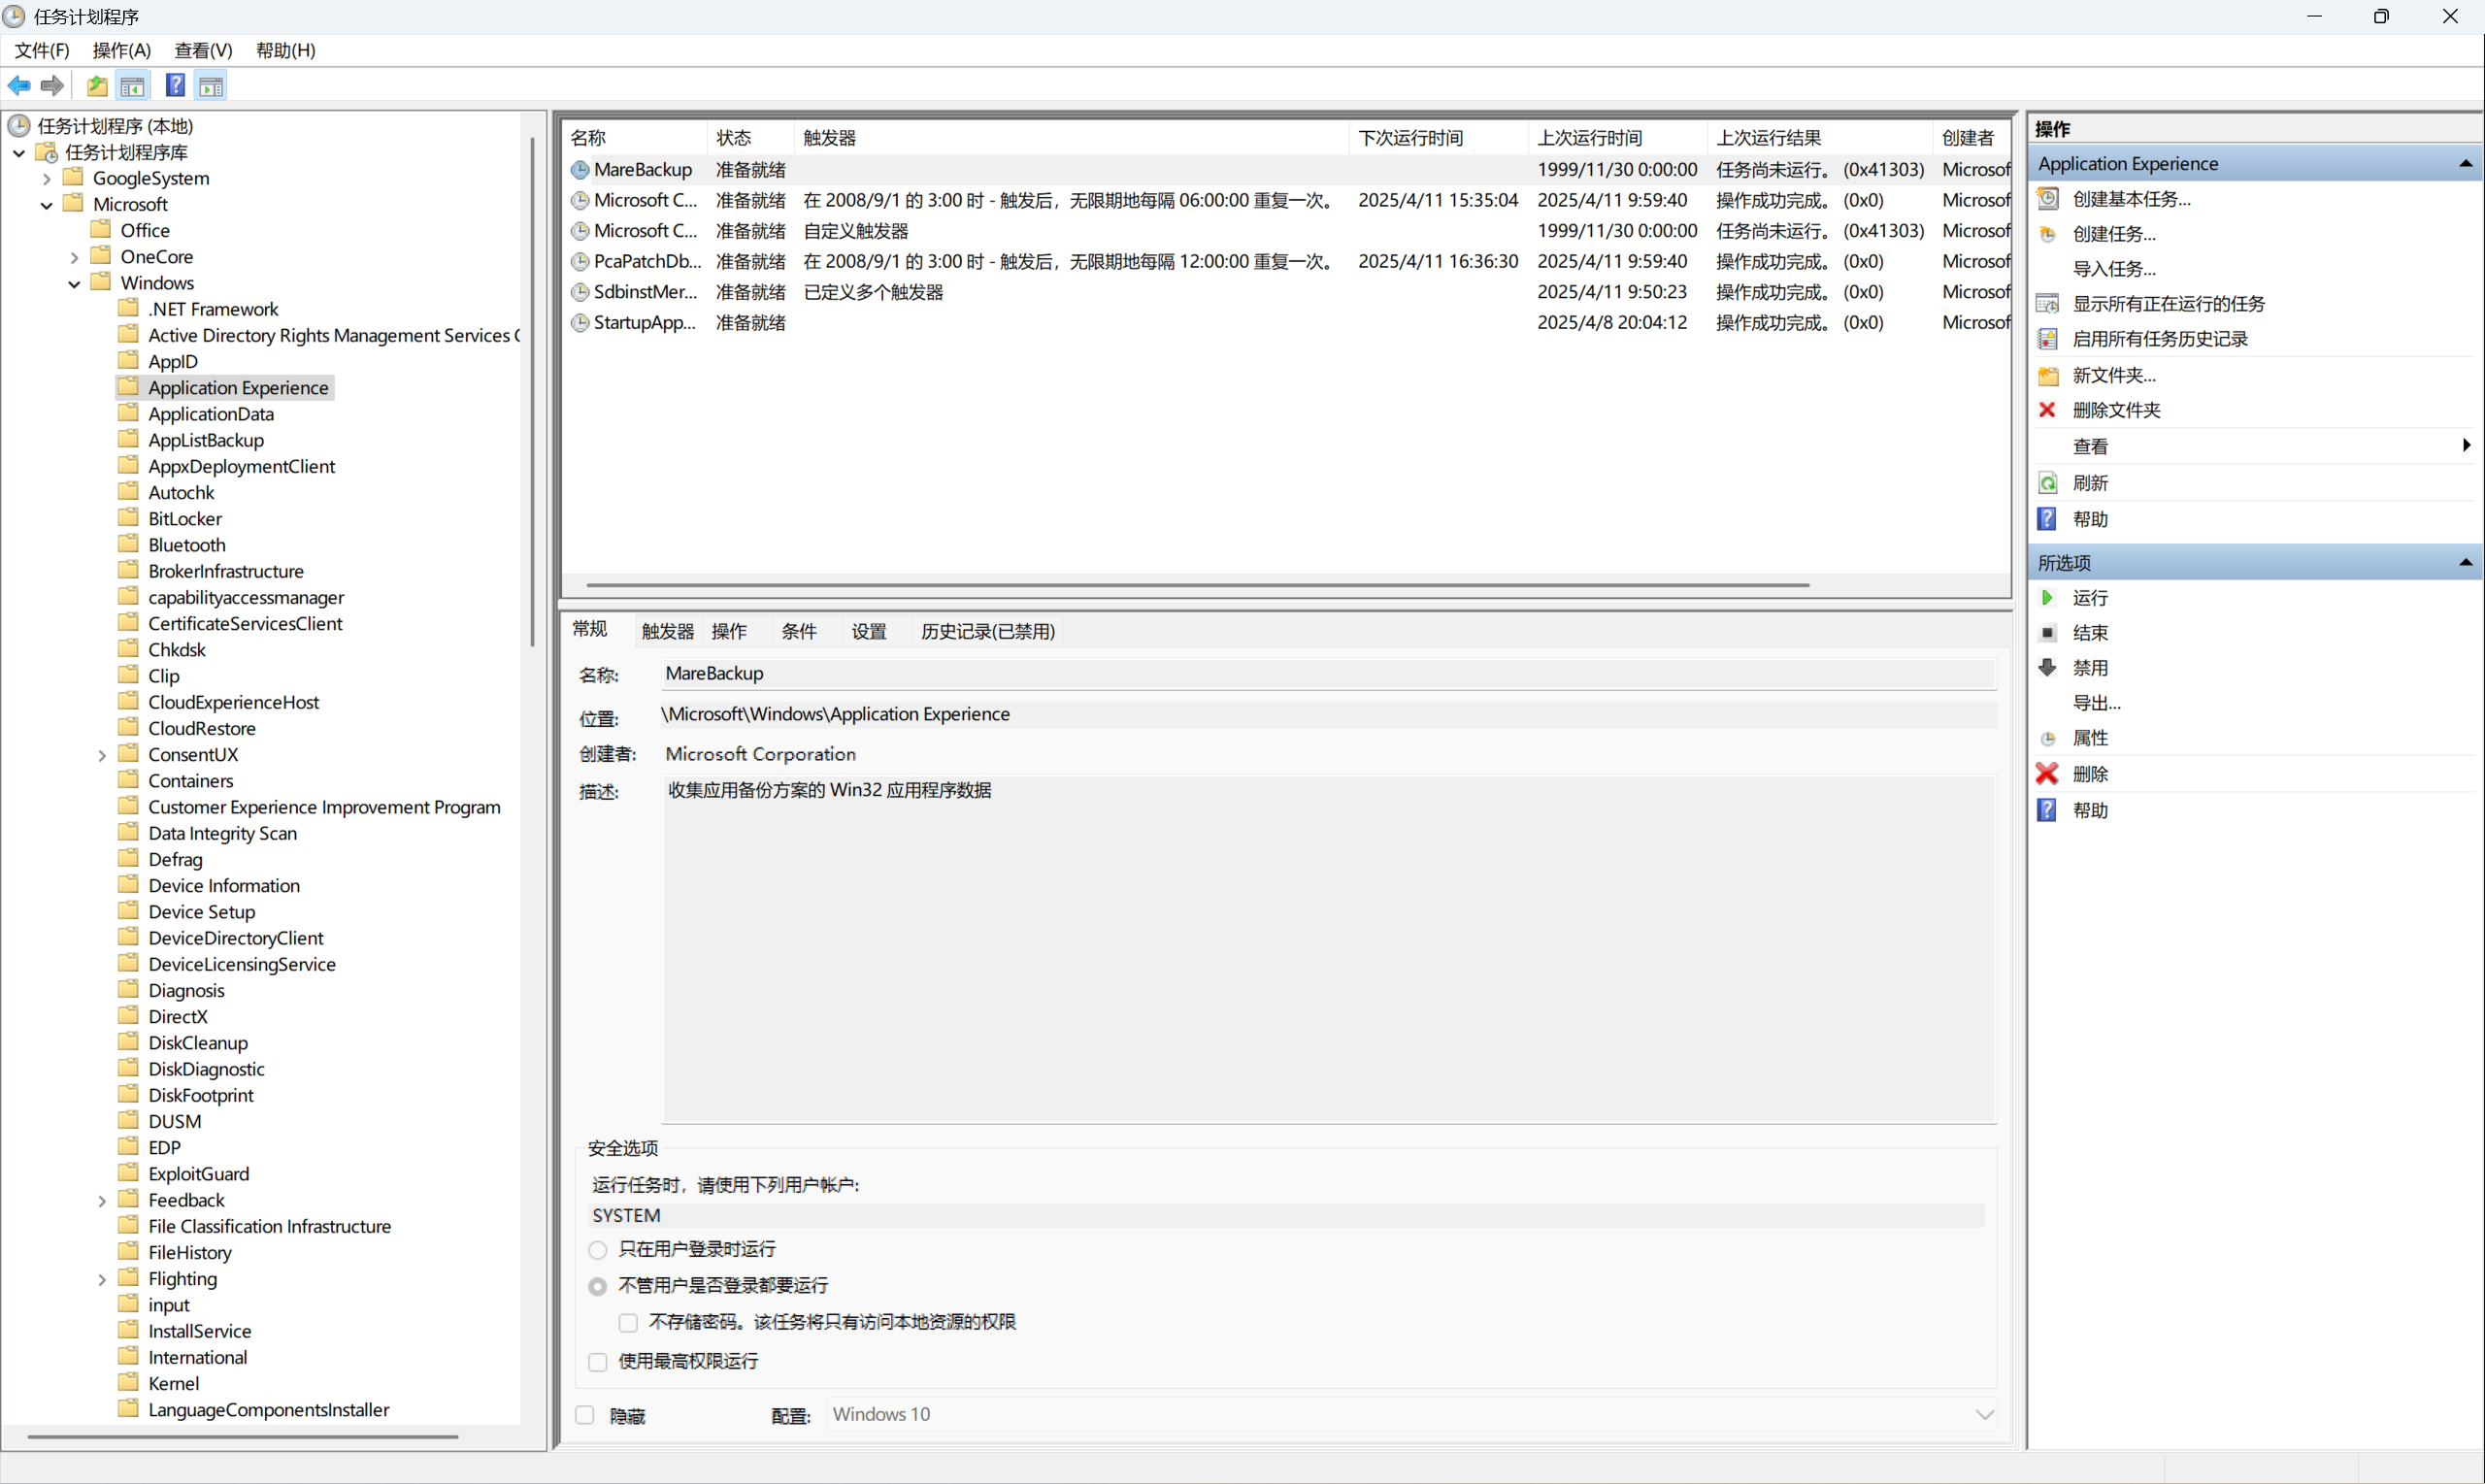 任务计划程序
文件(F) 操作(A) 查看(V) 帮助(H)
任务计划程序 (本地)
任务计划程序库
GoogleSystem
Microsoft
Office
OneCore
Windows
.NET Framework
Active Directory Rights Management Services C
AppID
Application Experience
ApplicationData
AppListBackup
AppxDeploymentClient
Autochk
BitLocker
Bluetooth
BrokerInfrastructure
capabilityaccessmanager
CertificateServicesClient
Chkdsk
Clip
CloudExperienceHost
CloudRestore
ConsentUX
Containers
Customer Experience Improvement Program
Data Integrity Scan
Defrag
Device Information
Device Setup
DeviceDirectoryClient
DeviceLicensingService
Diagnosis
DirectX
DiskCleanup
DiskDiagnostic
DiskFootprint
DUSM
EDP
ExploitGuard
Feedback
File Classification Infrastructure
FileHistory
Flighting
input
InstallService
International
Kernel
LanguageComponentsInstaller
名称 状态 触发器 下次运行时间 上次运行时间 上次运行结果 创建者
MareBackup 准备就绪 1999/11/30 0:00:00 任务尚未运行。 (0x41303) Microsof
Microsoft C... 准备就绪 在 2008/9/1 的 3:00 时 - 触发后，无限期地每隔 06:00:00 重复一次。 2025/4/11 15:35:04 2025/4/11 9:59:40 操作成功完成。 (0x0) Microsof
Microsoft C... 准备就绪 自定义触发器 1999/11/30 0:00:00 任务尚未运行。 (0x41303) Microsof
PcaPatchDb... 准备就绪 在 2008/9/1 的 3:00 时 - 触发后，无限期地每隔 12:00:00 重复一次。 2025/4/11 16:36:30 2025/4/11 9:59:40 操作成功完成。 (0x0) Microsof
SdbinstMer... 准备就绪 已定义多个触发器 2025/4/11 9:50:23 操作成功完成。 (0x0) Microsof
StartupApp... 准备就绪 2025/4/8 20:04:12 操作成功完成。 (0x0) Microsof
常规 触发器 操作 条件 设置 历史记录(已禁用)
名称: MareBackup
位置: \Microsoft\Windows\Application Experience
创建者: Microsoft Corporation
描述: 收集应用备份方案的 Win32 应用程序数据
安全选项
运行任务时，请使用下列用户帐户:
SYSTEM
只在用户登录时运行
不管用户是否登录都要运行
不存储密码。该任务将只有访问本地资源的权限
使用最高权限运行
隐藏 配置: Windows 10
操作
Application Experience
创建基本任务...
创建任务...
导入任务...
显示所有正在运行的任务
启用所有任务历史记录
新文件夹...
删除文件夹
查看
刷新
帮助
所选项
运行
结束
禁用
导出...
属性
删除
帮助